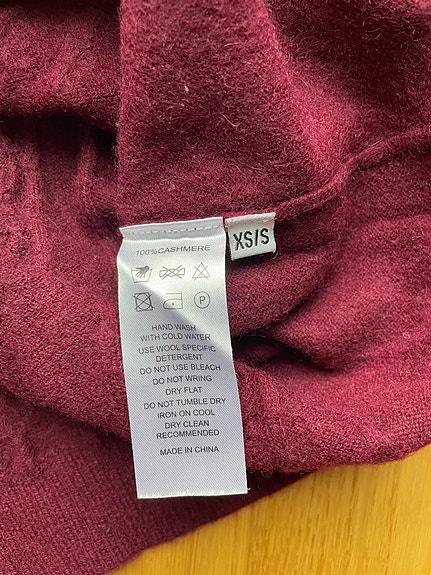 100%CASHMERE
XS/S
P
HAND WASH
WITH COLD WATER
USE WOOL SPECIFIC
DETERGENT
DO NOT USE BLEACH
DO NOT WRING
DRY FLAT
DO NOT TUMBLE DRY
IRON ON COOL
DRY CLEAN
RECOMMENDED
MADE IN CHINA